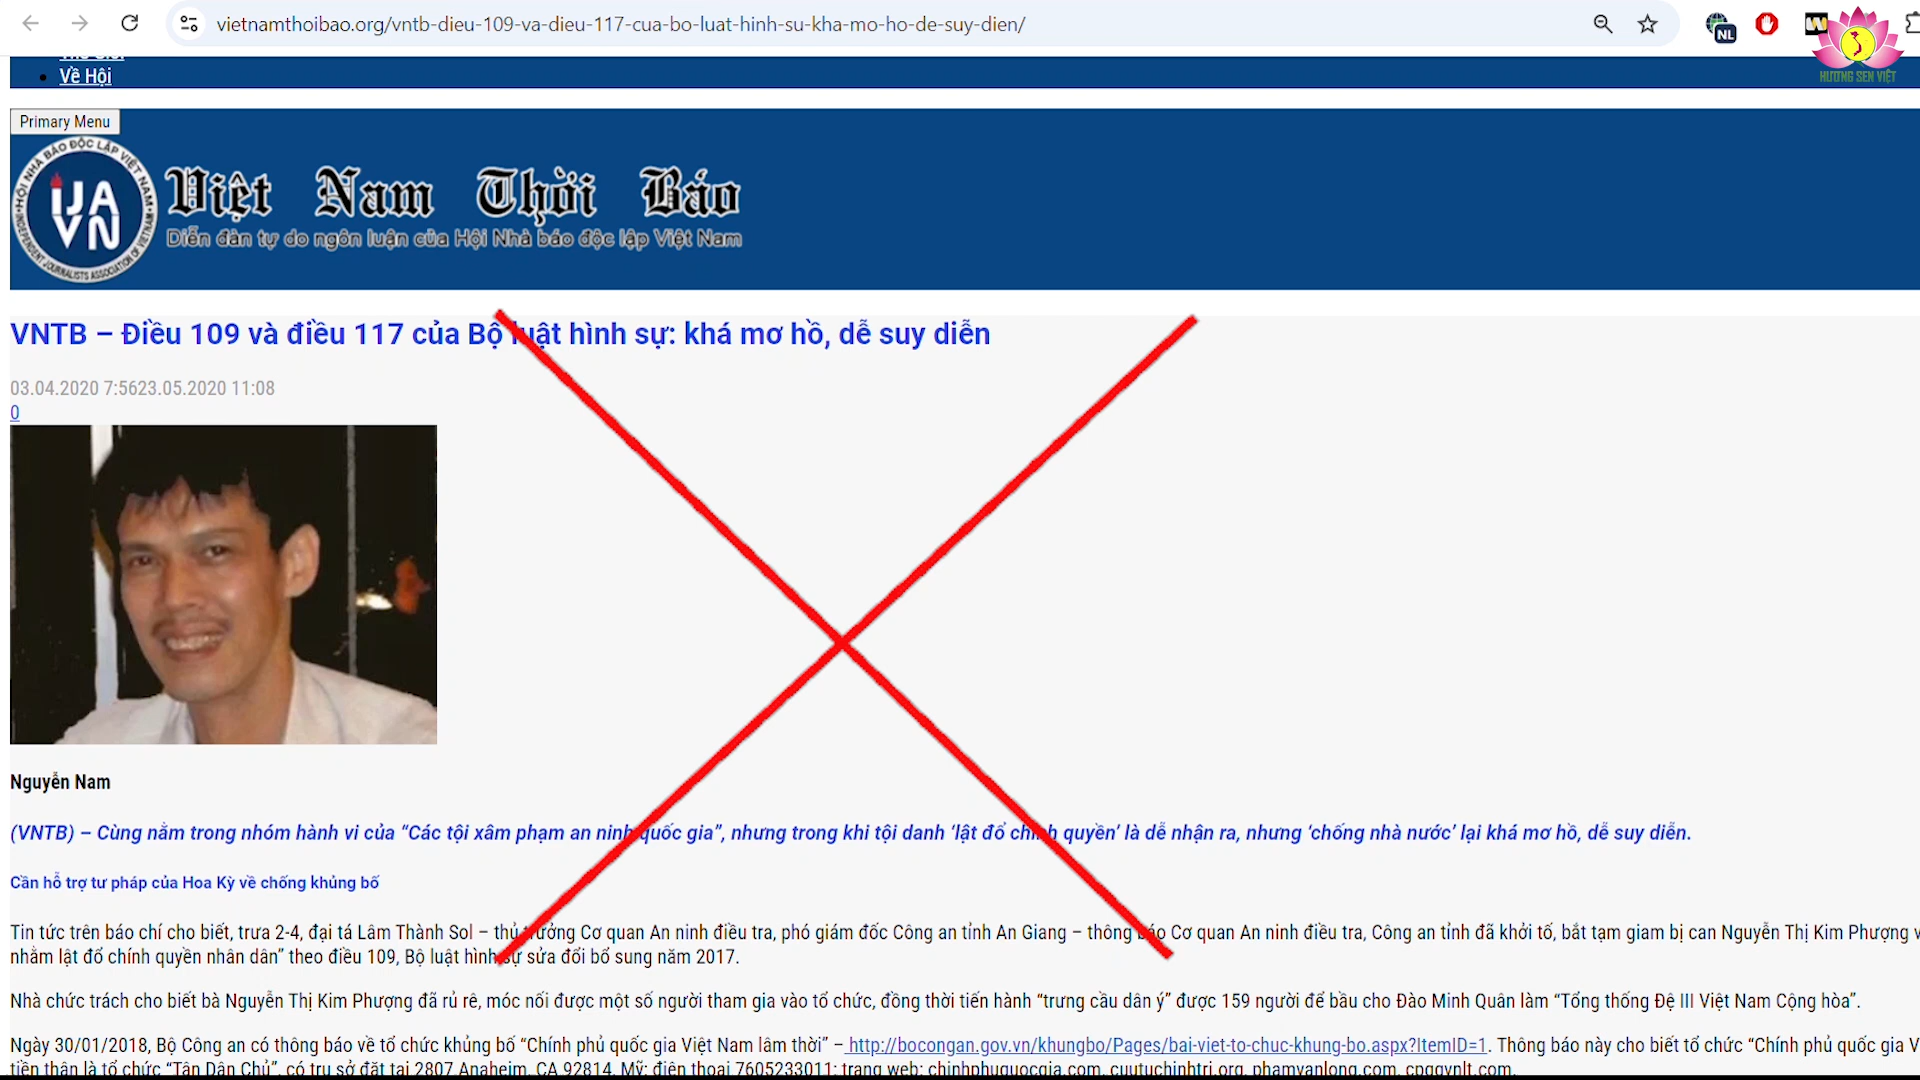 vietnamthoibao.org/vntb-dieu-109-va-dieu-117-cua-bo-luat-hinh-su-kha-mo-ho-de-suy-dien/
NL
HƯƠNG SEN VIỆT
Thế Giới
Về Hội
Primary Menu
HỘI NHÀ BÁO ĐỘC LẬP VIỆT NAM
IJA
VN
INDEPENDENT JOURNALISTS ASSOCIATION OF VIETNAM
Việt Nam Thời Báo
Diễn đàn tự do ngôn luận của Hội Nhà báo độc lập Việt Nam
VNTB – Điều 109 và điều 117 của Bộ luật hình sự: khá mơ hồ, dễ suy diễn
03.04.2020 7:5623.05.2020 11:08
0
Nguyễn Nam
(VNTB) – Cùng nằm trong nhóm hành vi của “Các tội xâm phạm an ninh quốc gia”, nhưng trong khi tội danh ‘lật đổ chính quyền’ là dễ nhận ra, nhưng ‘chống nhà nước’ lại khá mơ hồ, dễ suy diễn.
Cần hỗ trợ tư pháp của Hoa Kỳ về chống khủng bố
Tin tức trên báo chí cho biết, trưa 2-4, đại tá Lâm Thành Sol – thủ trưởng Cơ quan An ninh điều tra, phó giám đốc Công an tỉnh An Giang – thông báo Cơ quan An ninh điều tra, Công an tỉnh đã khởi tố, bắt tạm giam bị can Nguyễn Thị Kim Phượng v
nhằm lật đổ chính quyền nhân dân” theo điều 109, Bộ luật hình sự sửa đổi bổ sung năm 2017.
Nhà chức trách cho biết bà Nguyễn Thị Kim Phượng đã rủ rê, móc nối được một số người tham gia vào tổ chức, đồng thời tiến hành “trưng cầu dân ý” được 159 người để bầu cho Đào Minh Quân làm “Tổng thống Đệ III Việt Nam Cộng hòa”.
Ngày 30/01/2018, Bộ Công an có thông báo về tổ chức khủng bố “Chính phủ quốc gia Việt Nam lâm thời” – http://bocongan.gov.vn/khungbo/Pages/bai-viet-to-chuc-khung-bo.aspx?ItemID=1. Thông báo này cho biết tổ chức “Chính phủ quốc gia V
tiền thân là tổ chức “Tân Dân Chủ”, có trụ sở đặt tại 2807 Anaheim, CA 92814, Mỹ; điện thoại 7605233011; trang web: chinhphuquocgia.com, cuutuchinhtri.org, phamvanlong.com, cpqgvnlt.com.